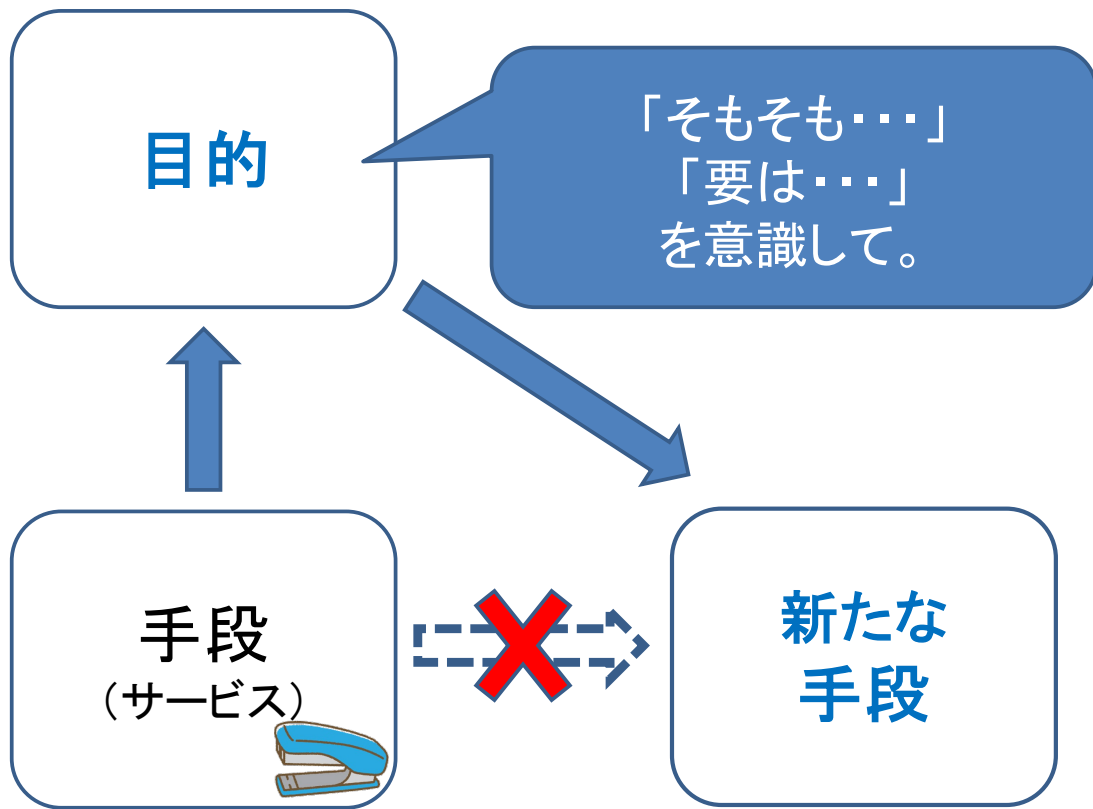 目的
「そもそも・・・」
「要は・・・」
を意識して。
手段
（サービス）
新たな
手段